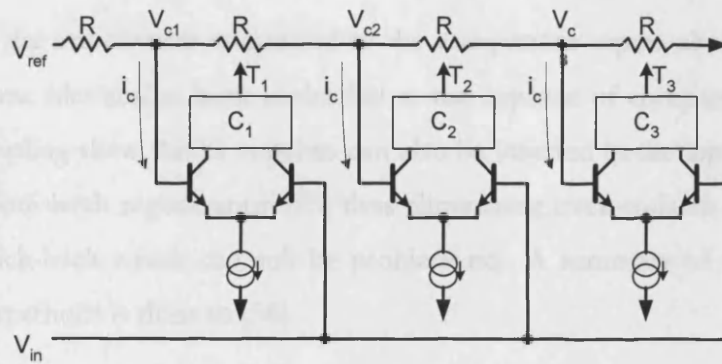 R V_c1 R V_c2 R V_c R
V_ref
i_c T_1 i_c T_2 i_c T_3
C_1 C_2 C_3
V_in